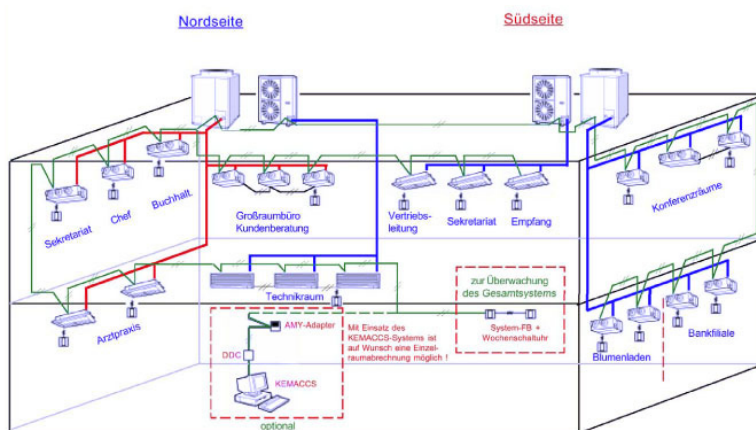 Nordseite
Südseite
Sekretariat
Chef
Buchhalt.
Großraumbüro
Kundenberatung
Vertriebs-
leitung
Sekretariat
Empfang
Konferenzräume
Arztpraxis
Technikraum
zur Überwachung
des Gesamtsystems
System-FB +
Wochenschaltuhr
Blumenladen
Bankfiliale
AMY-Adapter
DDC
KEMACCS
Mit Einsatz des
KEMACCS-Systems ist
auf Wunsch eine Einzel-
raumabrechnung möglich !
optional